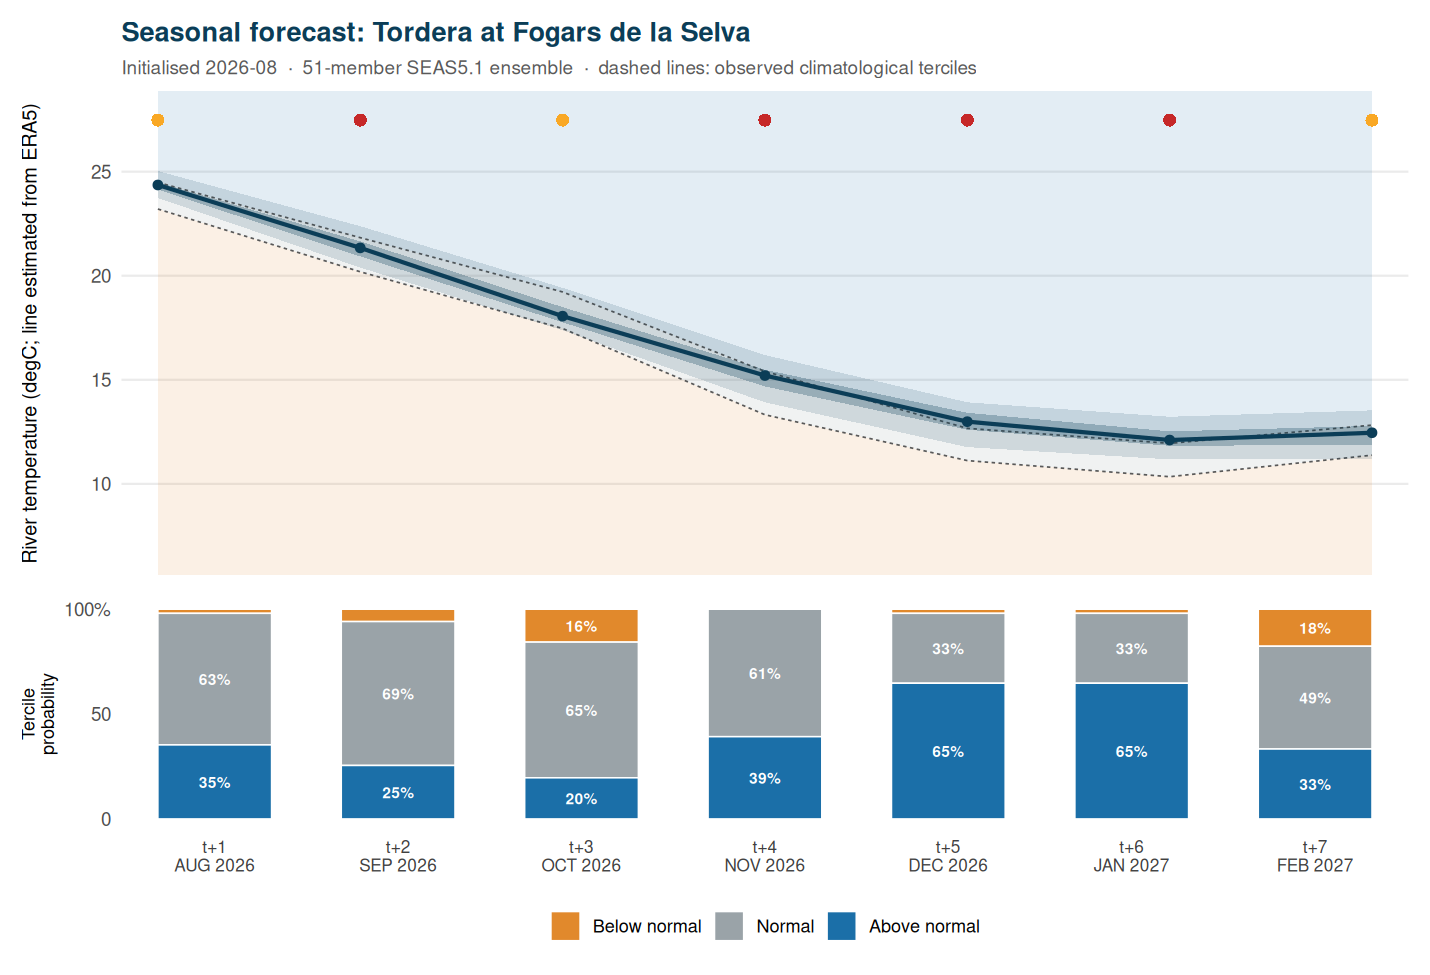 Seasonal forecast: Tordera at Fogars de la Selva
Initialised 2026-08 · 51-member SEAS5.1 ensemble · dashed lines: observed climatological terciles
River temperature (degC; line estimated from ERA5)
25
20
15
10
Tercile
probability
100%
50
0
63%
35%
69%
25%
16%
65%
20%
61%
39%
33%
65%
33%
65%
18%
49%
33%
t+1
AUG 2026
t+2
SEP 2026
t+3
OCT 2026
t+4
NOV 2026
t+5
DEC 2026
t+6
JAN 2027
t+7
FEB 2027
Below normal
Normal
Above normal